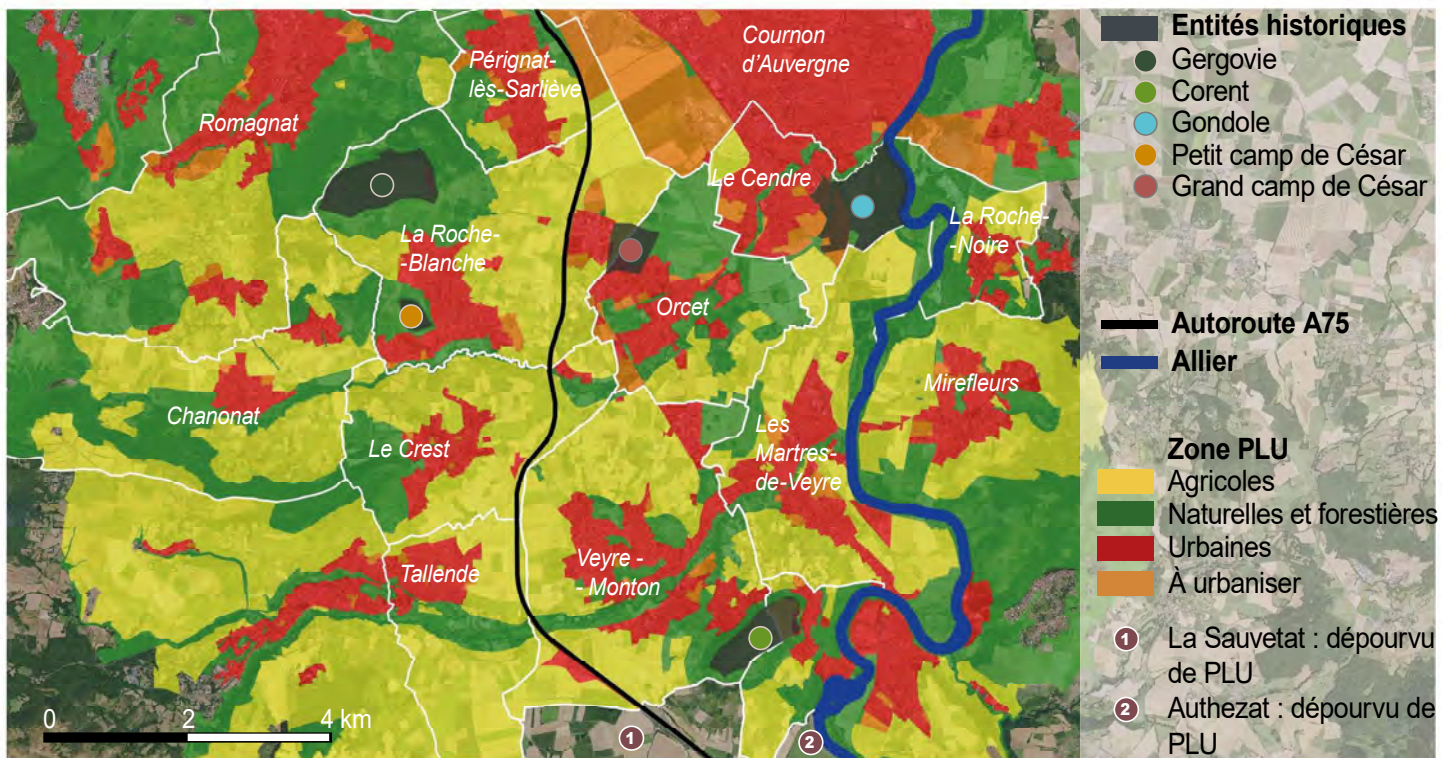 Cournon
d'Auvergne
Pérignat-
lès-Sarliève
Romagnat
Le Cendre
La Roche-
-Noire
La Roche-
-Blanche
Orcet
Mirefleurs
Chanonat
Le Crest
Les
Martres-
de-Veyre
Tallende
Veyre -
- Monton
0 2 4 km
1
2
Entités historiques
Gergovie
Corent
Gondole
Petit camp de César
Grand camp de César
Autoroute A75
Allier
Zone PLU
Agricoles
Naturelles et forestières
Urbaines
À urbaniser
1 La Sauvetat : dépourvu
de PLU
2 Authezat : dépourvu de
PLU